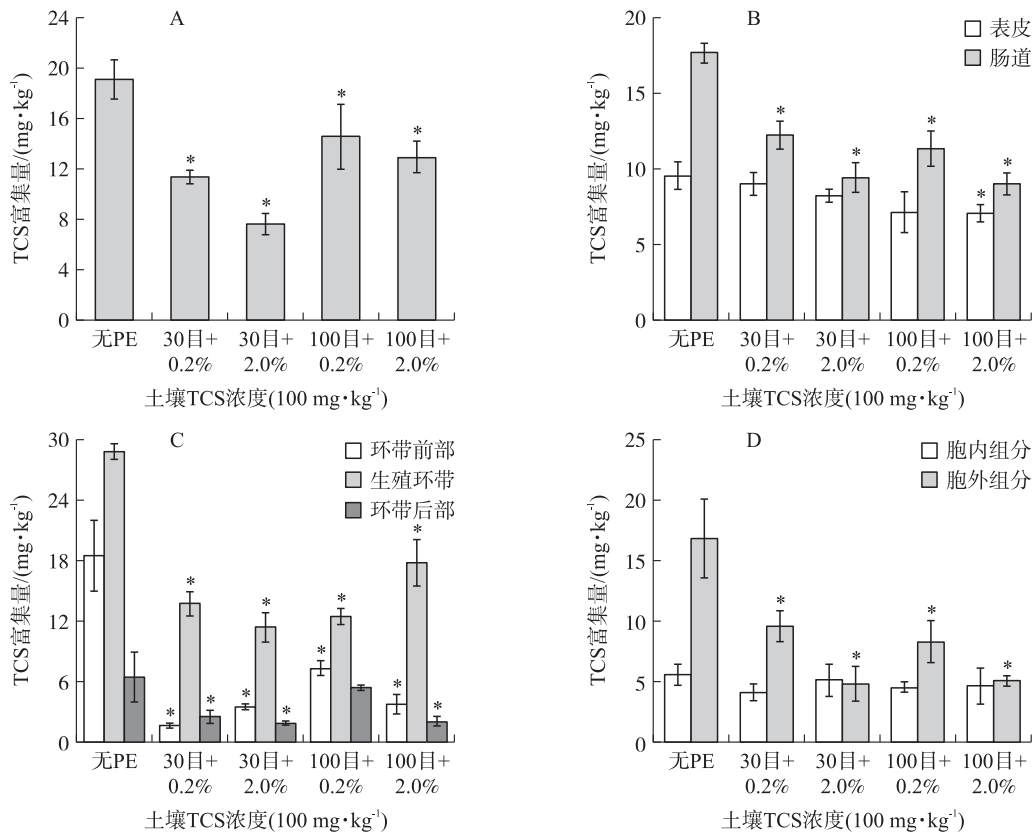 A
TCS富集量/(mg·kg-1)
24
20
16
12
8
4
0
*
*
*
*
无PE
30目+
0.2%
30目+
2.0%
100目+
0.2%
100目+
2.0%
土壤TCS浓度(100 mg·kg-1)
B
表皮
肠道
TCS富集量/(mg·kg-1)
20
15
10
5
0
*
*
*
*
*
无PE
30目+
0.2%
30目+
2.0%
100目+
0.2%
100目+
2.0%
土壤TCS浓度(100 mg·kg-1)
C
环带前部
生殖环带
环带后部
TCS富集量/(mg·kg-1)
30
24
18
12
6
0
*
*
*
*
*
*
*
*
*
*
*
无PE
30目+
0.2%
30目+
2.0%
100目+
0.2%
100目+
2.0%
土壤TCS浓度(100 mg·kg-1)
D
胞内组分
胞外组分
TCS富集量/(mg·kg-1)
25
20
15
10
5
0
*
*
*
*
无PE
30目+
0.2%
30目+
2.0%
100目+
0.2%
100目+
2.0%
土壤TCS浓度(100 mg·kg-1)